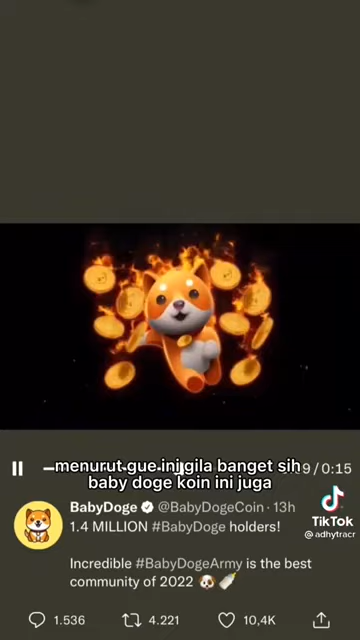 menurut gue ini gila banget sih
baby doge koin ini juga
0:15
BabyDoge @BabyDogeCoin · 13h
1.4 MILLION #BabyDoge holders!
Incredible #BabyDogeArmy is the best
community of 2022 🐶🍼
1.536 4.221 10,4K
TikTok
@adhytracr